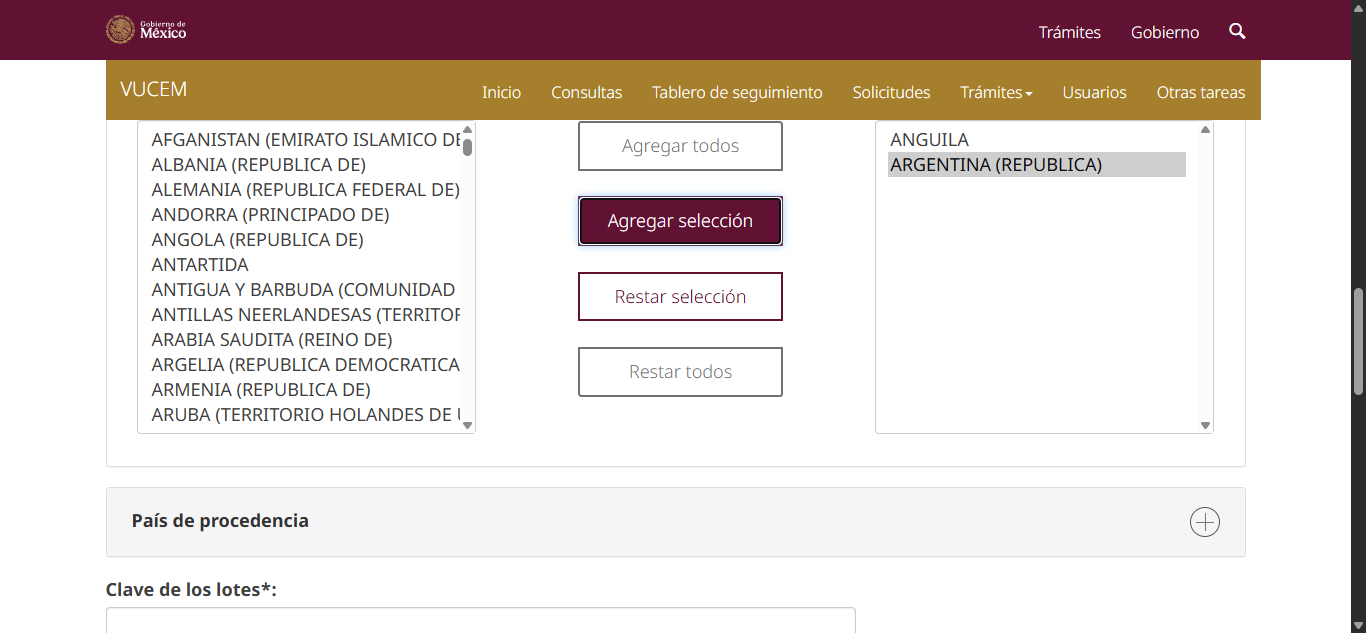 Gobierno de
México
Trámites
Gobierno
VUCEM
Inicio
Consultas
Tablero de seguimiento
Solicitudes
Trámites
Usuarios
Otras tareas
AFGANISTAN (EMIRATO ISLAMICO DE
ALBANIA (REPUBLICA DE)
ALEMANIA (REPUBLICA FEDERAL DE)
ANDORRA (PRINCIPADO DE)
ANGOLA (REPUBLICA DE)
ANTARTIDA
ANTIGUA Y BARBUDA (COMUNIDAD
ANTILLAS NEERLANDESAS (TERRITOR
ARABIA SAUDITA (REINO DE)
ARGELIA (REPUBLICA DEMOCRATICA
ARMENIA (REPUBLICA DE)
ARUBA (TERRITORIO HOLANDES DE
Agregar todos
Agregar selección
Restar selección
Restar todos
ANGUILA
ARGENTINA (REPUBLICA)
País de procedencia
Clave de los lotes*: